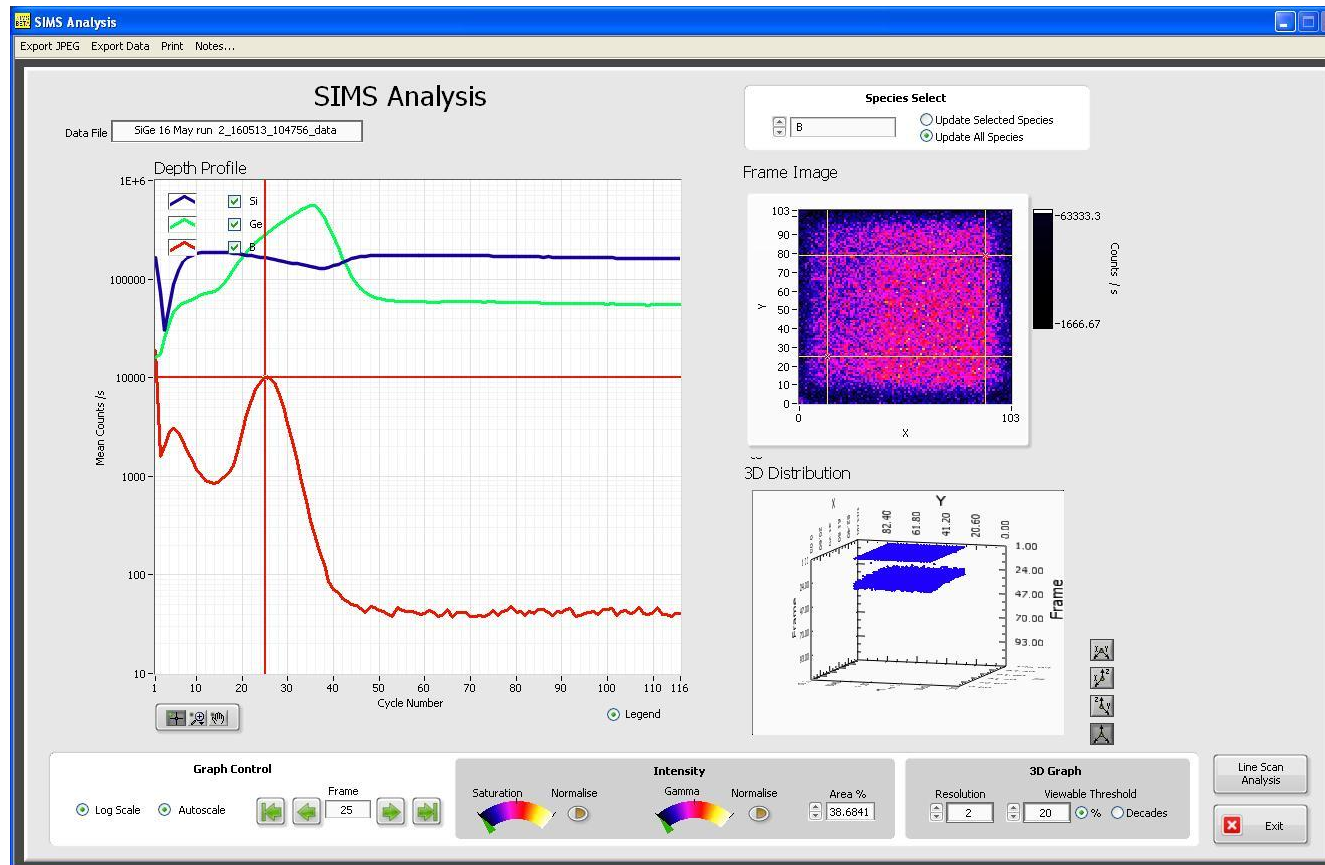 SIMS Analysis
Export JPEG Export Data Print Notes...
SIMS Analysis
Data File SiGe 16 May run 2_160513_104756_data
Species Select
B
Update Selected Species
Update All Species
Depth Profile
Si
Ge
B
1E+6
100000
10000
1000
100
10
Mean Counts /s
1 10 20 30 40 50 60 70 80 90 100 110 116
Cycle Number
Legend
Frame Image
103
90
80
70
60
50
40
30
20
10
0
Y
0 103
X
63333.3
1666.67
Counts / s
3D Distribution
X Y
82.40 61.80 41.20 20.60 0.00
1.00
24.00
47.00
70.00
93.00
Frame
Frame
Graph Control
Log Scale Autoscale
Frame
25
Intensity
Saturation Normalise Gamma Normalise
Area %
38.6841
3D Graph
Resolution Viewable Threshold
2 20 % Decades
Line Scan
Analysis
Exit